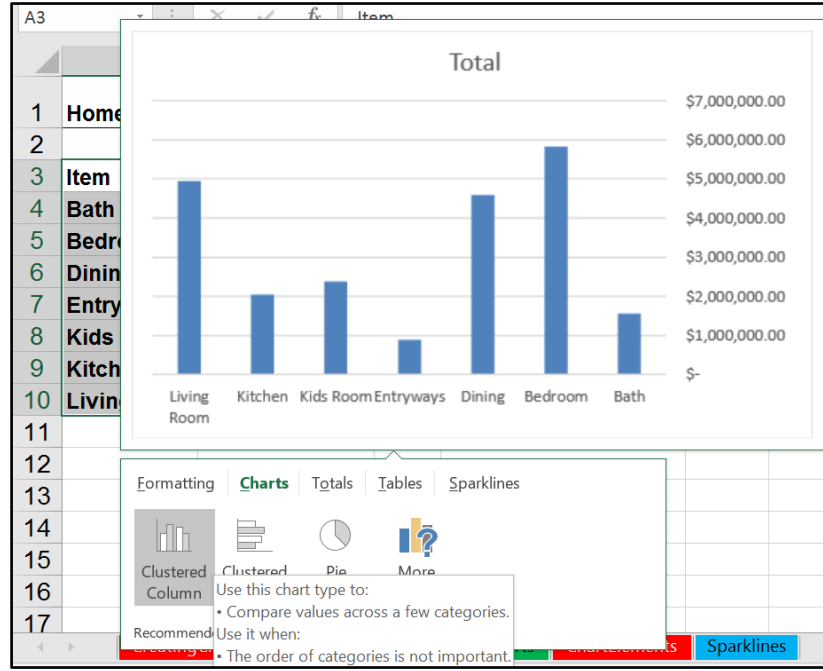 A3
fx
Item
Total
$7,000,000.00
$6,000,000.00
$5,000,000.00
$4,000,000.00
$3,000,000.00
$2,000,000.00
$1,000,000.00
$-
Living Room
Kitchen
Kids Room
Entryways
Dining
Bedroom
Bath
1 Home
2
3 Item
4 Bath
5 Bedro
6 Dinin
7 Entry
8 Kids
9 Kitch
10 Livin
11
12
13
14
15
16
17
Formatting Charts Totals Tables Sparklines
Clustered Column
Clustered
Pie
More
Use this chart type to:
• Compare values across a few categories.
Use it when:
• The order of categories is not important.
Recommend
Sparklines